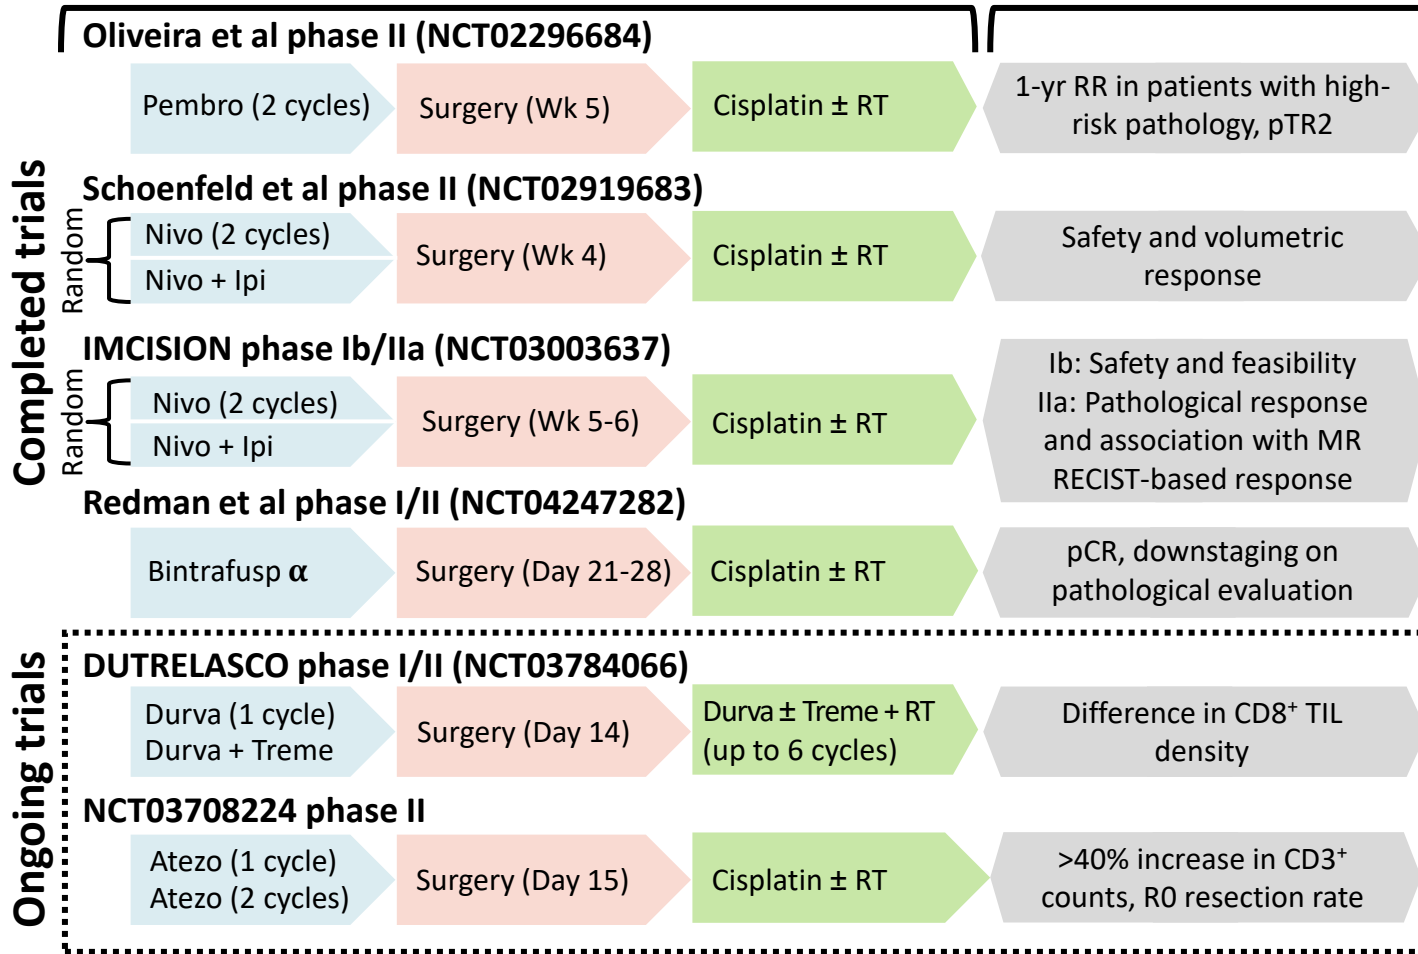 Completed trials
Oliveira et al phase II (NCT02296684)
Pembro (2 cycles)
Surgery (Wk 5)
Cisplatin ± RT
1-yr RR in patients with high-
risk pathology, pTR2
Schoenfeld et al phase II (NCT02919683)
Random
Nivo (2 cycles)
Nivo + Ipi
Surgery (Wk 4)
Cisplatin ± RT
Safety and volumetric
response
IMCISION phase Ib/IIa (NCT03003637)
Random
Nivo (2 cycles)
Nivo + Ipi
Surgery (Wk 5-6)
Cisplatin ± RT
Ib: Safety and feasibility
IIa: Pathological response
and association with MR
RECIST-based response
Redman et al phase I/II (NCT04247282)
Bintrafusp α
Surgery (Day 21-28)
Cisplatin ± RT
pCR, downstaging on
pathological evaluation
Ongoing trials
DUTRELASCO phase I/II (NCT03784066)
Durva (1 cycle)
Durva + Treme
Surgery (Day 14)
Durva ± Treme + RT
(up to 6 cycles)
Difference in CD8⁺ TIL
density
NCT03708224 phase II
Atezo (1 cycle)
Atezo (2 cycles)
Surgery (Day 15)
Cisplatin ± RT
>40% increase in CD3⁺
counts, R0 resection rate